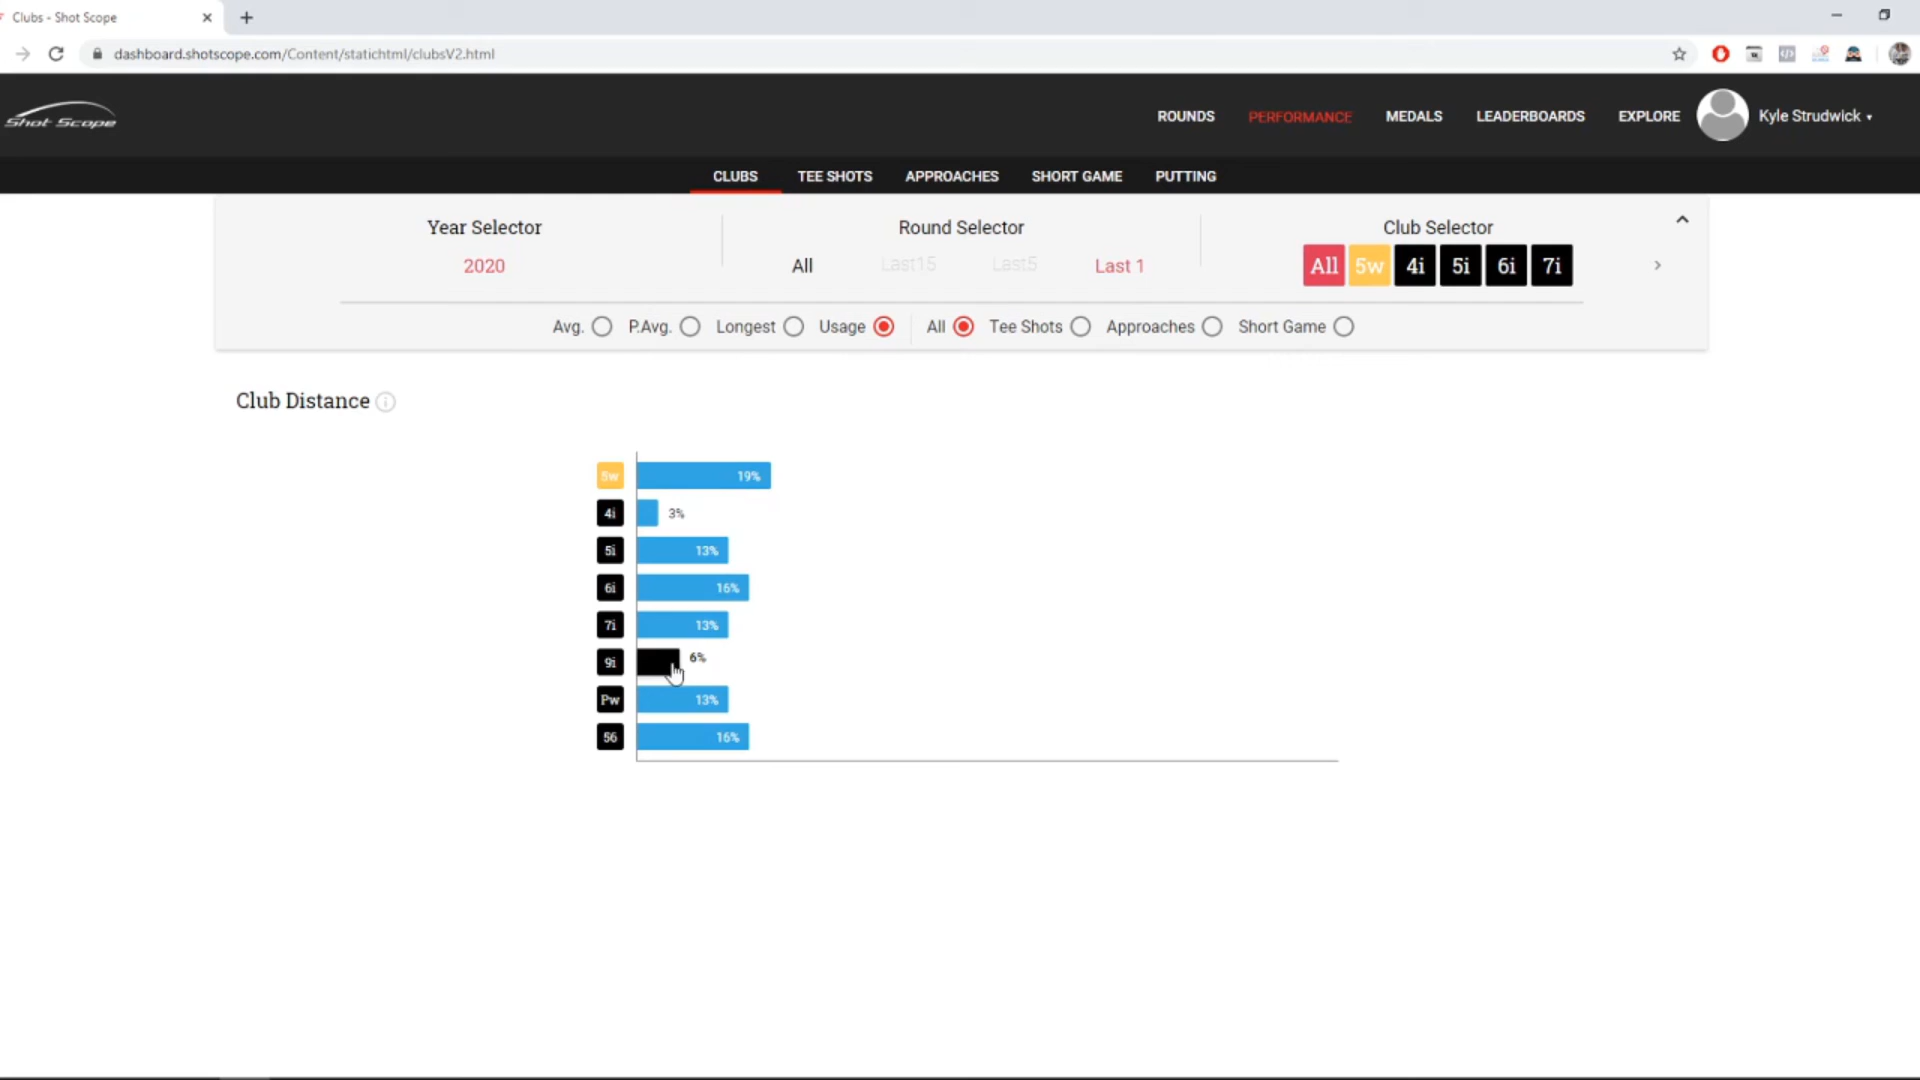 Clubs - Shot Scope
dashboard.shotscope.com/Content/statichtml/clubsV2.html
Shot Scope
ROUNDS PERFORMANCE MEDALS LEADERBOARDS EXPLORE Kyle Strudwick
CLUBS TEE SHOTS APPROACHES SHORT GAME PUTTING
Year Selector Round Selector Club Selector
2020 All Last15 Last5 Last 1 All 5w 4i 5i 6i 7i
Avg. P.Avg. Longest Usage All Tee Shots Approaches Short Game
Club Distance
5w 19%
4i 3%
5i 13%
6i 16%
7i 13%
9i 6%
Pw 13%
56 16%